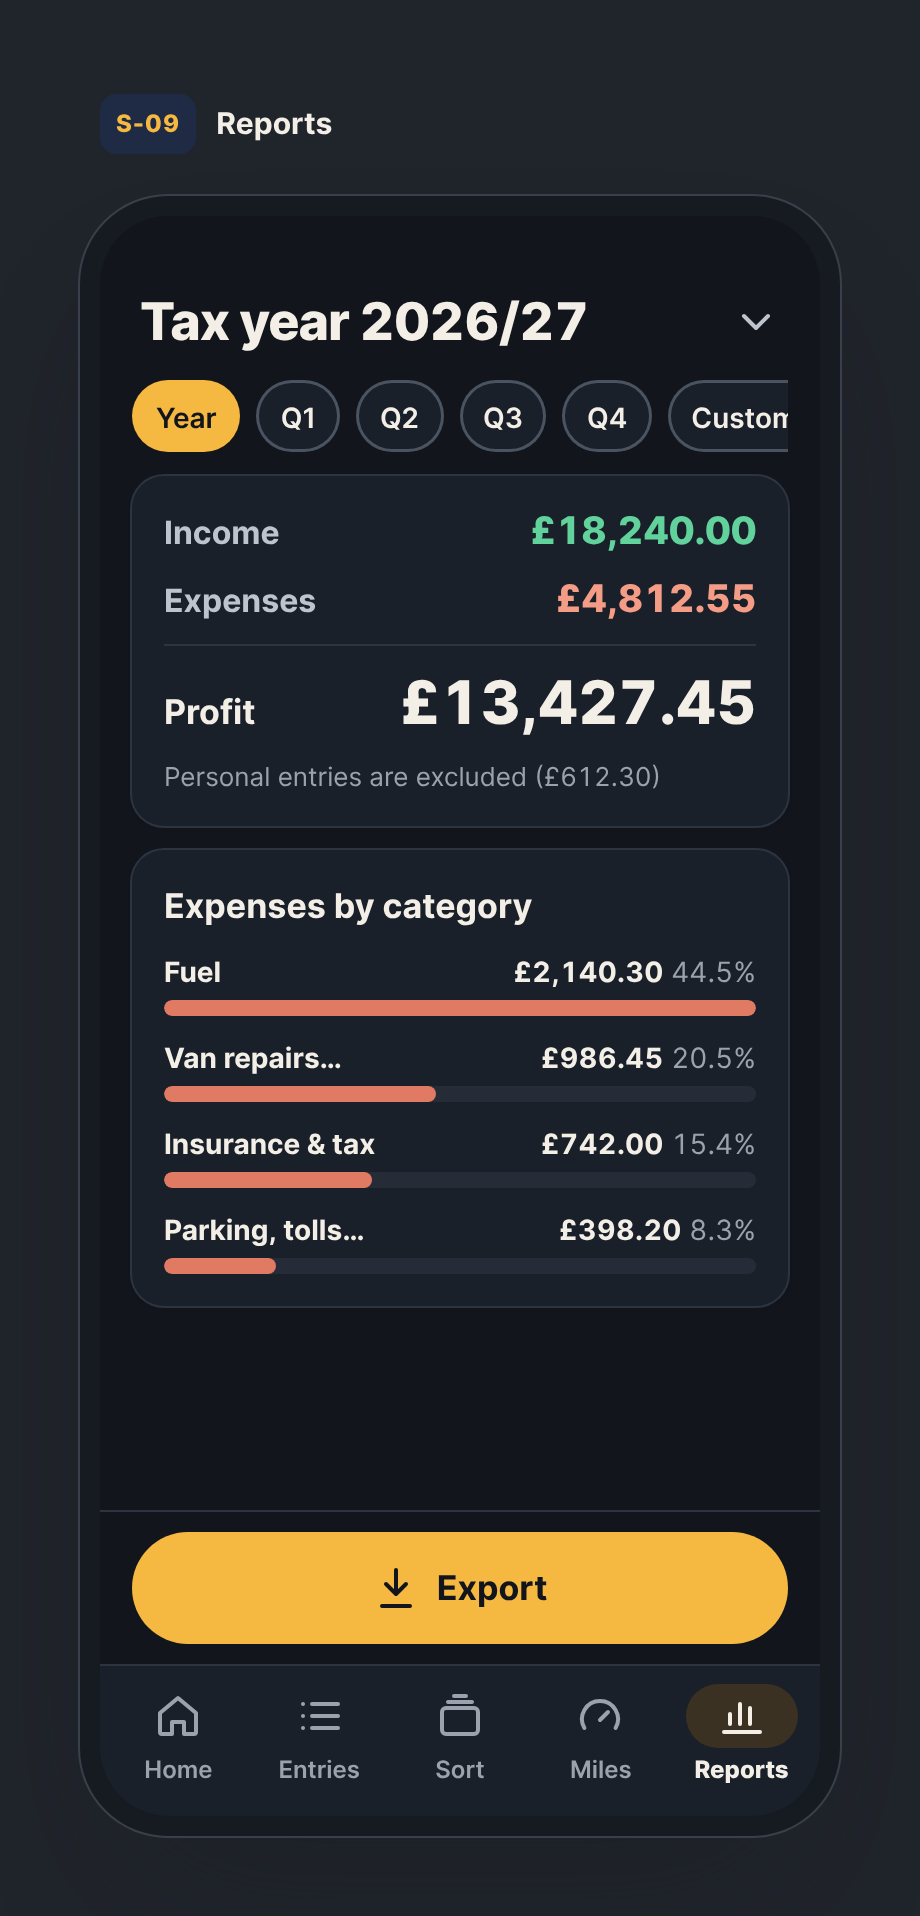 S-09 Reports
Tax year 2026/27
Year Q1 Q2 Q3 Q4 Custom
Income £18,240.00
Expenses £4,812.55
Profit £13,427.45
Personal entries are excluded (£612.30)
Expenses by category
Fuel £2,140.30 44.5%
Van repairs... £986.45 20.5%
Insurance & tax £742.00 15.4%
Parking, tolls... £398.20 8.3%
Export
Home Entries Sort Miles Reports